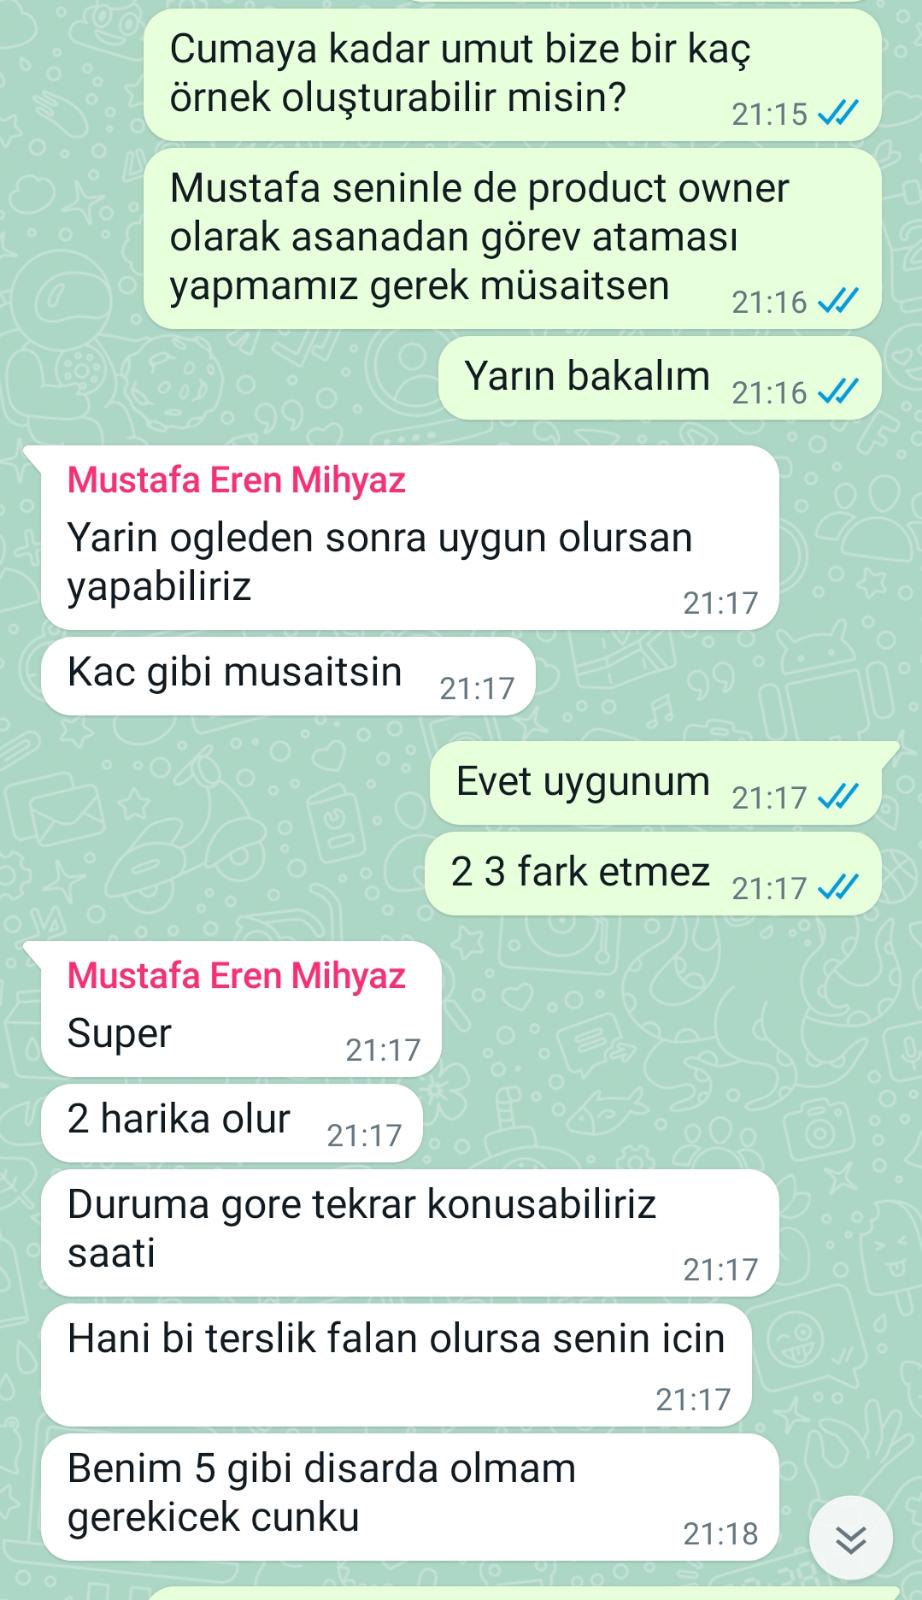 Cumaya kadar umut bize bir kaç
örnek oluşturabilir misin?
21:15
Mustafa seninle de product owner
olarak asanadan görev ataması
yapmamız gerek müsaitsen
21:16
Yarın bakalım 21:16
Mustafa Eren Mihyaz
Yarin ogleden sonra uygun olursan
yapabiliriz
21:17
Kac gibi musaitsin 21:17
Evet uygunum 21:17
2 3 fark etmez 21:17
Mustafa Eren Mihyaz
Super 21:17
2 harika olur 21:17
Duruma gore tekrar konusabiliriz
saati
21:17
Hani bi terslik falan olursa senin icin
21:17
Benim 5 gibi disarda olmam
gerekicek cunku
21:18